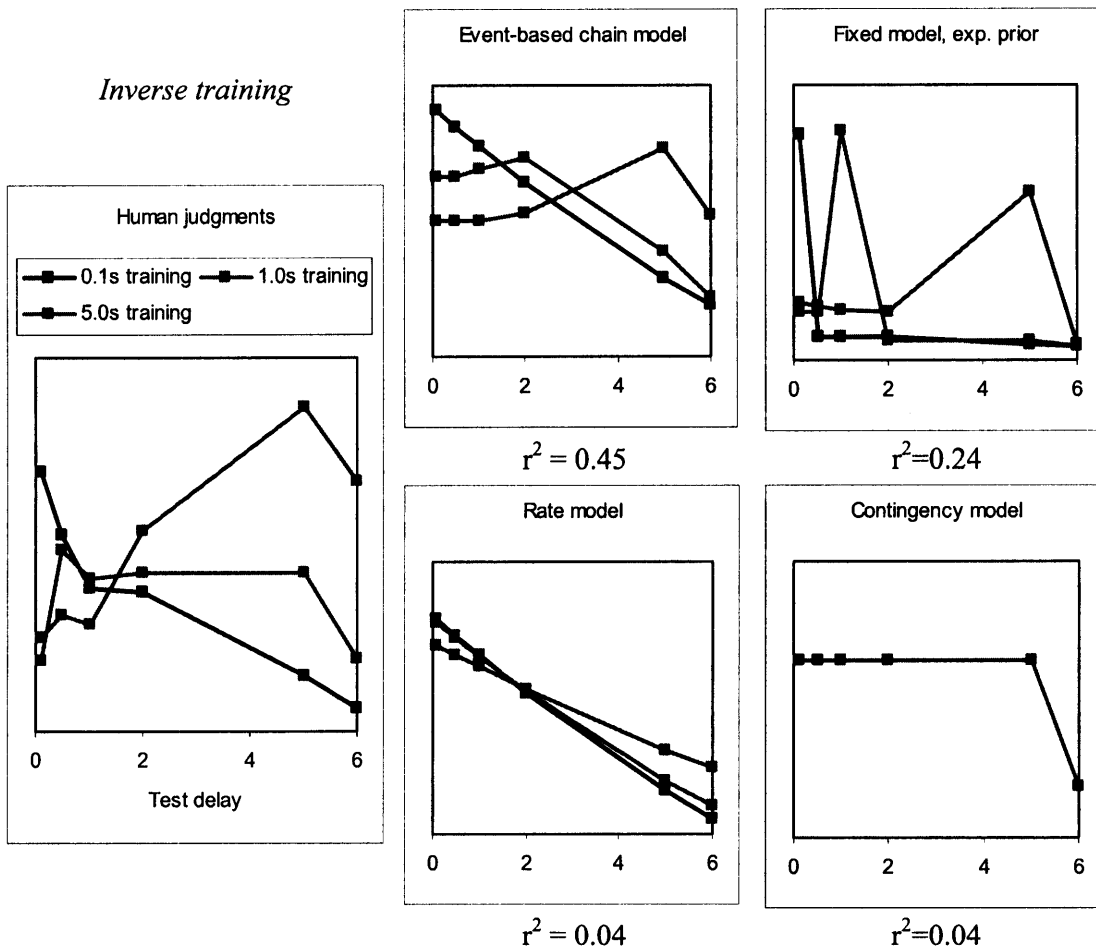 Inverse training
Human judgments
0.1s training 1.0s training
5.0s training
0 2 4 6
Test delay
Event-based chain model
0 2 4 6
r² = 0.45
Fixed model, exp. prior
0 2 4 6
r²=0.24
Rate model
0 2 4 6
r² = 0.04
Contingency model
0 2 4 6
r²=0.04